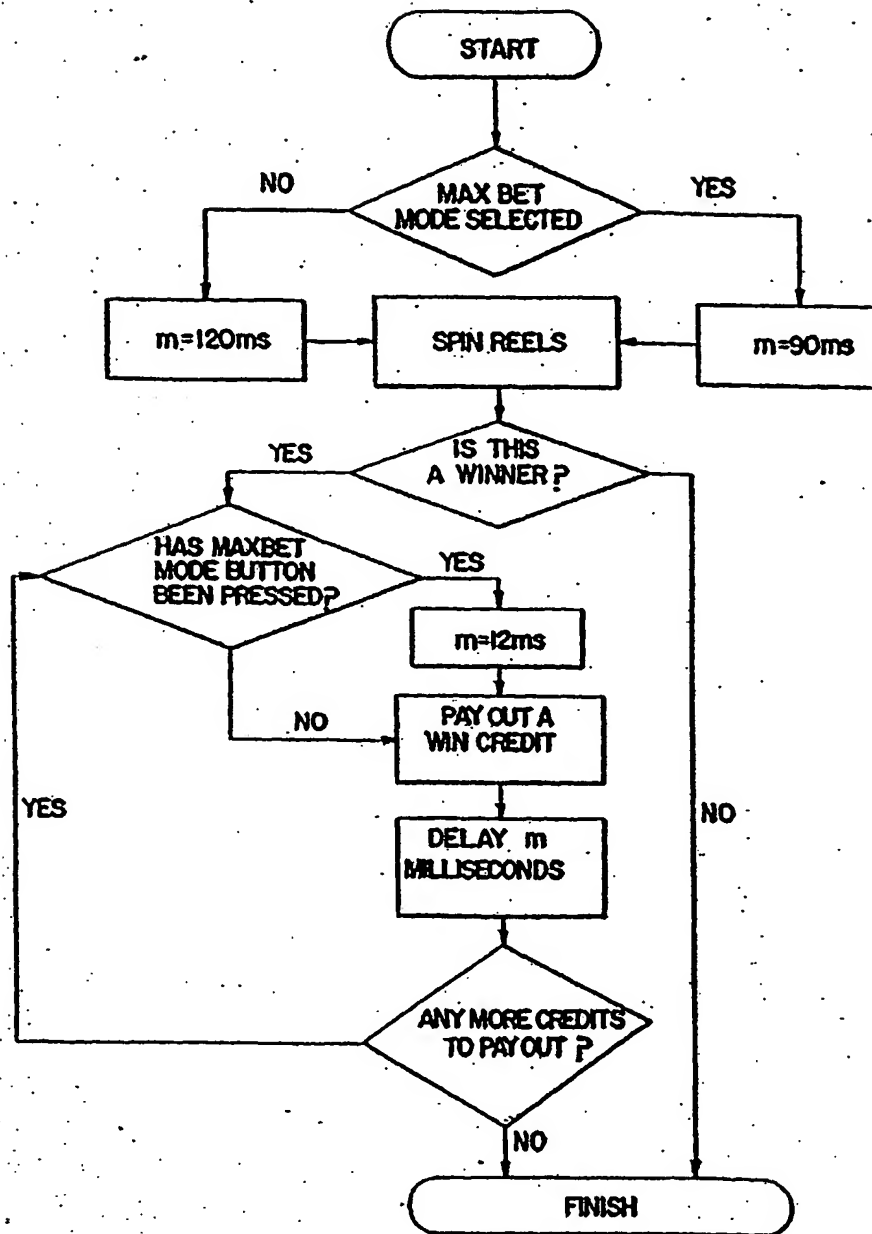 START
NO
YES
MAX BET
MODE SELECTED
m=120ms
SPIN REELS
m=90ms
YES
IS THIS
A WINNER?
HAS MAXBET
MODE BUTTON
BEEN PRESSED?
YES
m=12ms
NO
PAY OUT A
WIN CREDIT
YES
NO
DELAY m
MILLISECONDS
ANY MORE CREDITS
TO PAY OUT ?
NO
FINISH